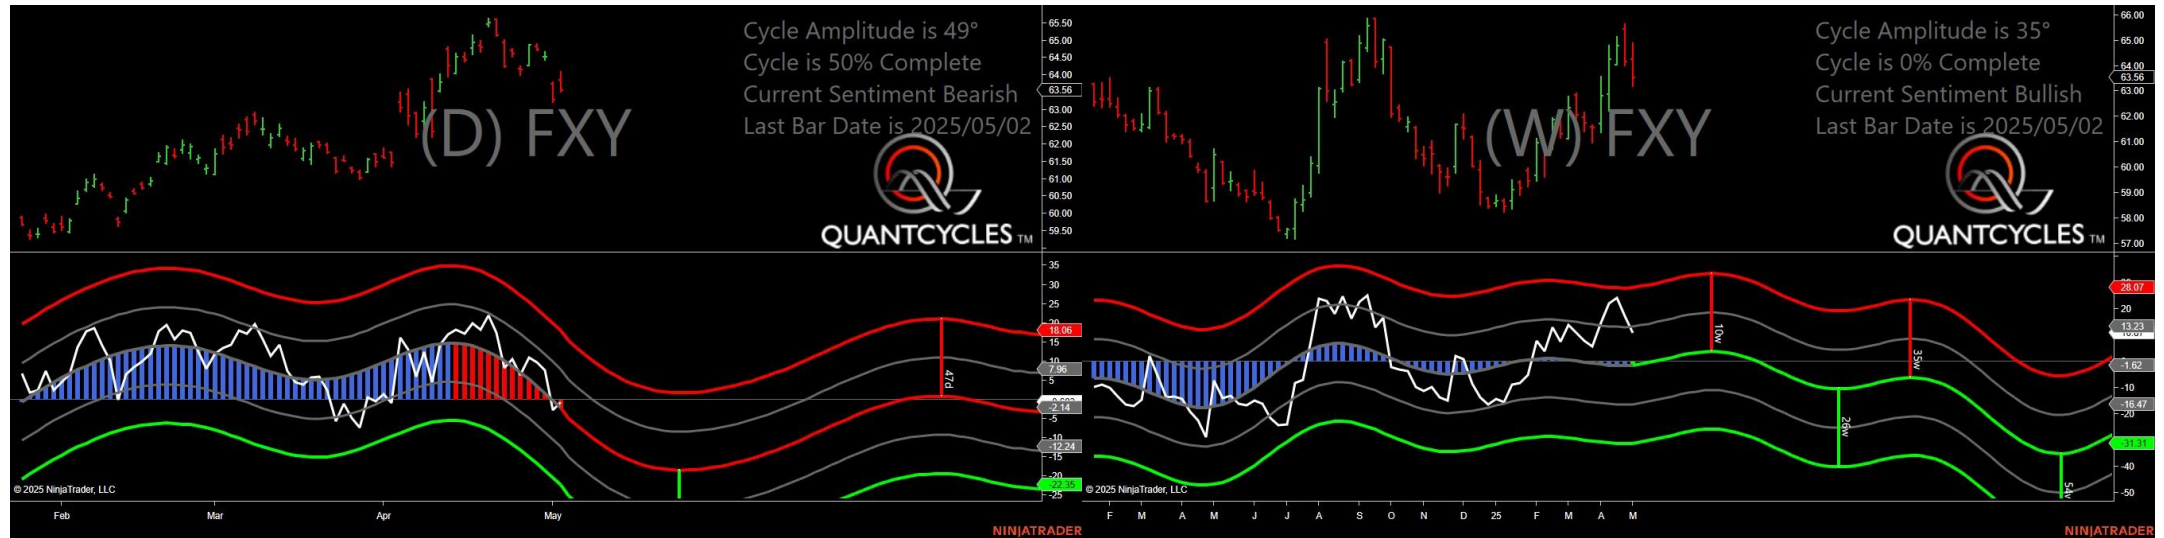 Cycle Amplitude is 49°
Cycle is 50% Complete
Current Sentiment Bearish
Last Bar Date is 2025/05/02
(D) FXY
QUANTCYCLES TM
65.50
65.00
64.50
64.00
63.56
63.00
62.50
62.00
61.50
61.00
60.50
60.00
59.50
35
30
25
20
18.06
15
10
7.96
5
-2.14
-5
-10
-12.24
-15
-20
-22.35
-25
47d
© 2025 NinjaTrader, LLC
Feb
Mar
Apr
May
NINJATRADER
Cycle Amplitude is 35°
Cycle is 0% Complete
Current Sentiment Bullish
Last Bar Date is 2025/05/02
(W) FXY
QUANTCYCLES TM
66.00
65.00
64.00
63.56
63.00
62.00
61.00
60.00
59.00
58.00
57.00
28.07
20
13.23
-1.62
-10
-16.47
-20
-31.31
-40
-50
10w
35w
26w
© 2025 NinjaTrader, LLC
F M A M J J A S O N D 25 F M A M
NINJATRADER